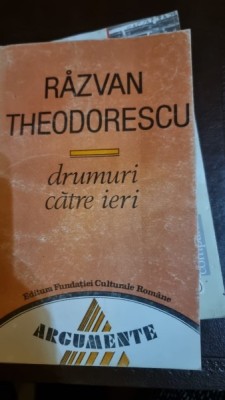 RĂZVAN
THEODORESCU
drumuri
către ieri
Editura Fundației Culturale Române
ARGUMENTE